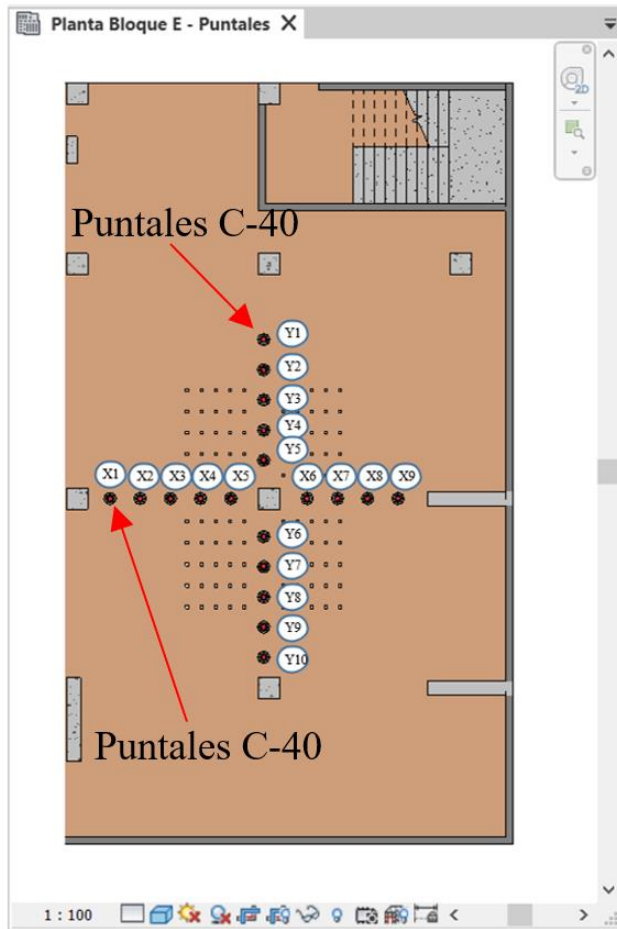 Planta Bloque E - Puntales
2D
Puntales C-40
Y1
Y2
Y3
Y4
Y5
X1 X2 X3 X4 X5 X6 X7 X8 X9
Y6
Y7
Y8
Y9
Y10
Puntales C-40
1 : 100